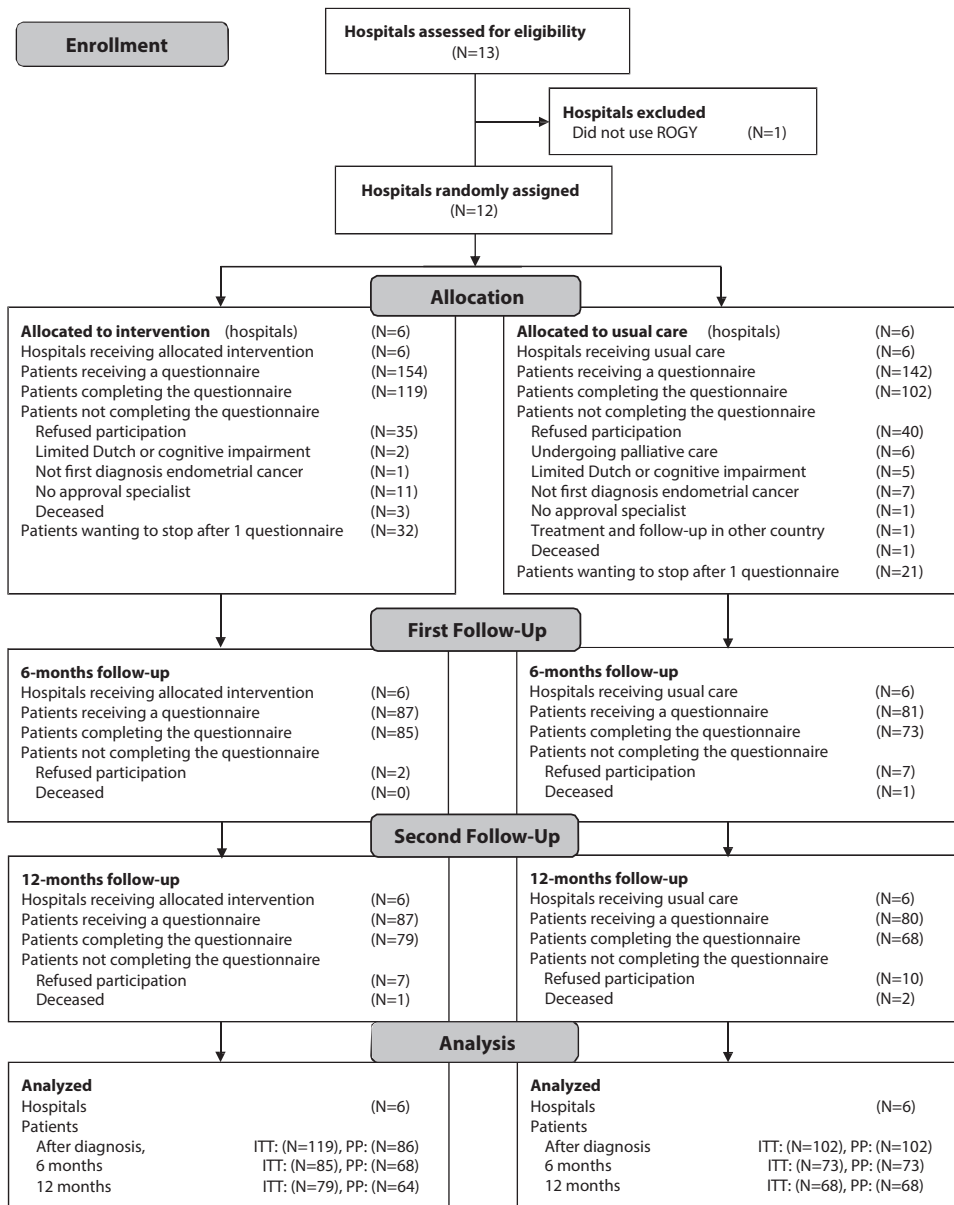 Enrollment
Hospitals assessed for eligibility
(N=13)
Hospitals excluded
Did not use ROGY (N=1)
Hospitals randomly assigned
(N=12)
Allocation
Allocated to intervention (hospitals) (N=6)
Hospitals receiving allocated intervention (N=6)
Patients receiving a questionnaire (N=154)
Patients completing the questionnaire (N=119)
Patients not completing the questionnaire
Refused participation (N=35)
Limited Dutch or cognitive impairment (N=2)
Not first diagnosis endometrial cancer (N=1)
No approval specialist (N=11)
Deceased (N=3)
Patients wanting to stop after 1 questionnaire (N=32)
Allocated to usual care (hospitals) (N=6)
Hospitals receiving usual care (N=6)
Patients receiving a questionnaire (N=142)
Patients completing the questionnaire (N=102)
Patients not completing the questionnaire
Refused participation (N=40)
Undergoing palliative care (N=6)
Limited Dutch or cognitive impairment (N=5)
Not first diagnosis endometrial cancer (N=7)
No approval specialist (N=1)
Treatment and follow-up in other country (N=1)
Deceased (N=1)
Patients wanting to stop after 1 questionnaire (N=21)
First Follow-Up
6-months follow-up
Hospitals receiving allocated intervention (N=6)
Patients receiving a questionnaire (N=87)
Patients completing the questionnaire (N=85)
Patients not completing the questionnaire
Refused participation (N=2)
Deceased (N=0)
6-months follow-up
Hospitals receiving usual care (N=6)
Patients receiving a questionnaire (N=81)
Patients completing the questionnaire (N=73)
Patients not completing the questionnaire
Refused participation (N=7)
Deceased (N=1)
Second Follow-Up
12-months follow-up
Hospitals receiving allocated intervention (N=6)
Patients receiving a questionnaire (N=87)
Patients completing the questionnaire (N=79)
Patients not completing the questionnaire
Refused participation (N=7)
Deceased (N=1)
12-months follow-up
Hospitals receiving usual care (N=6)
Patients receiving a questionnaire (N=80)
Patients completing the questionnaire (N=68)
Patients not completing the questionnaire
Refused participation (N=10)
Deceased (N=2)
Analysis
Analyzed
Hospitals (N=6)
Patients
After diagnosis, ITT: (N=119), PP: (N=86)
6 months ITT: (N=85), PP: (N=68)
12 months ITT: (N=79), PP: (N=64)
Analyzed
Hospitals (N=6)
Patients
After diagnosis ITT: (N=102), PP: (N=102)
6 months ITT: (N=73), PP: (N=73)
12 months ITT: (N=68), PP: (N=68)